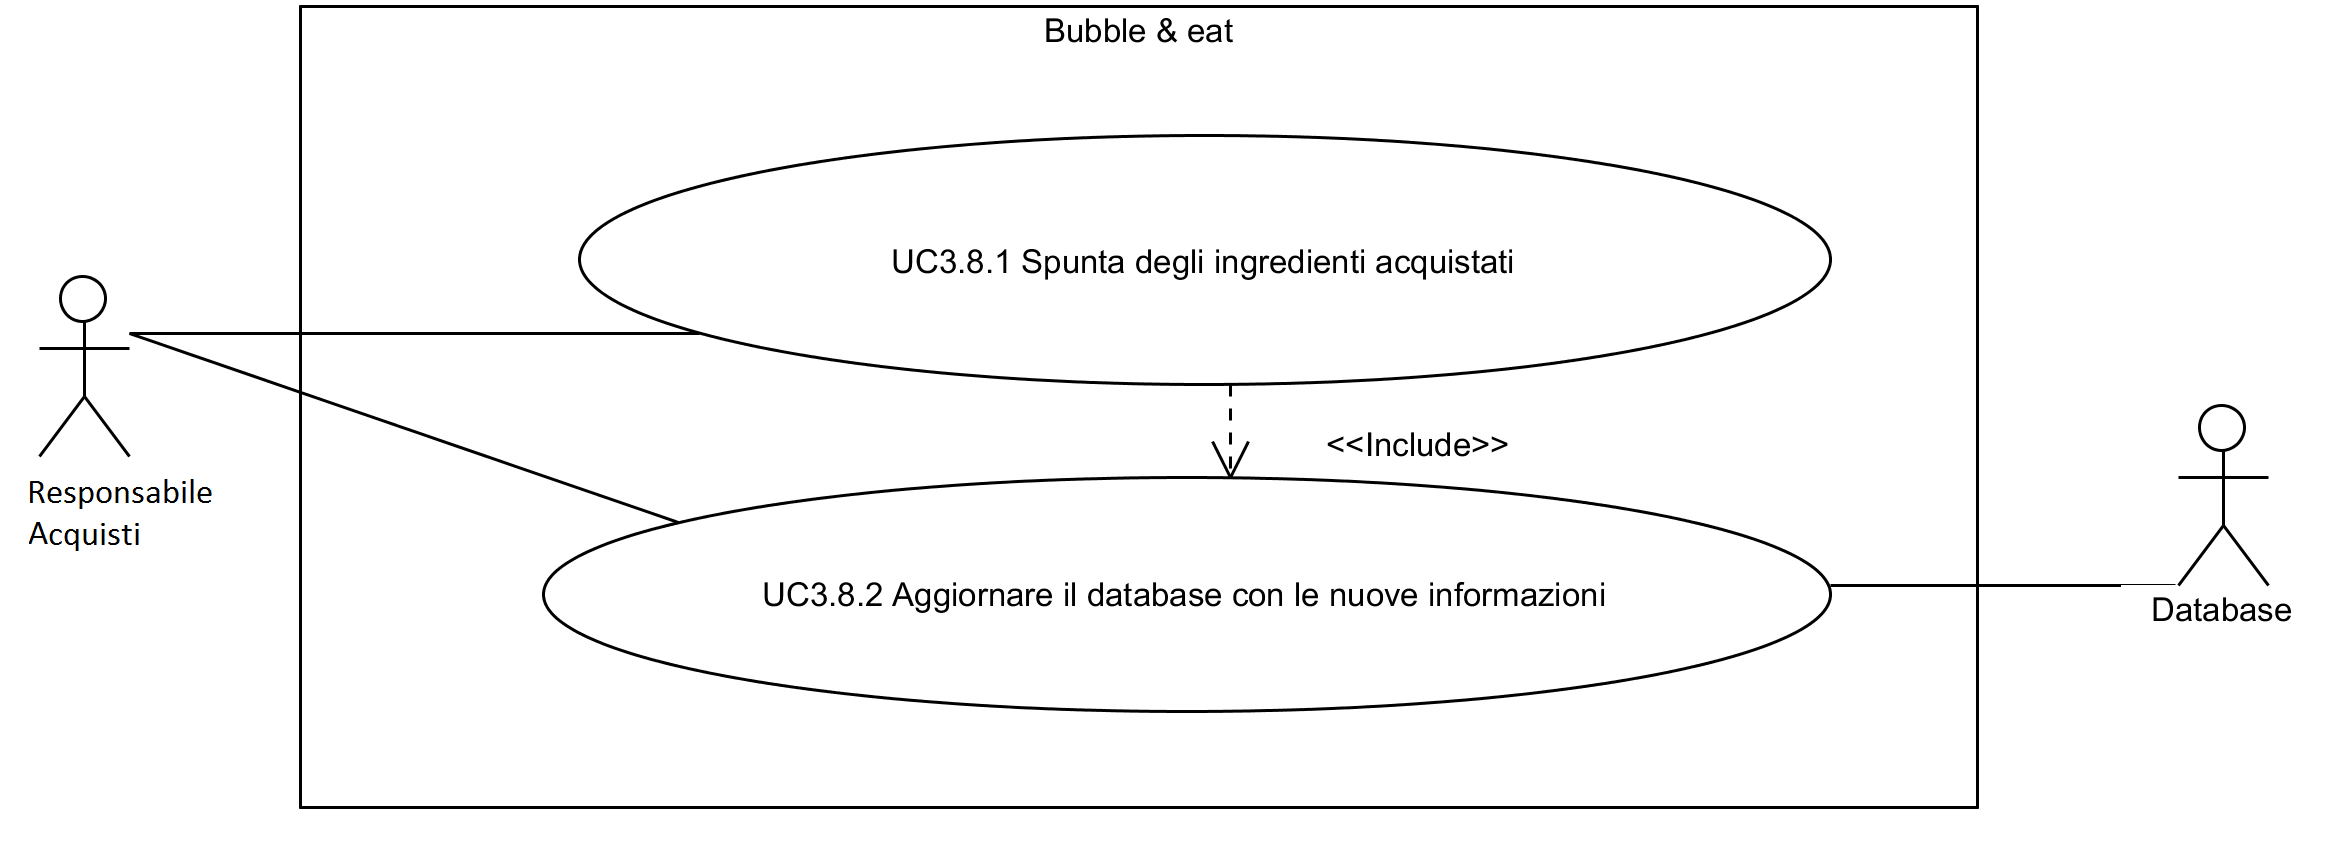 Bubble & eat
UC3.8.1 Spunta degli ingredienti acquistati
<<Include>>
Responsabile
Acquisti
UC3.8.2 Aggiornare il database con le nuove informazioni
Database